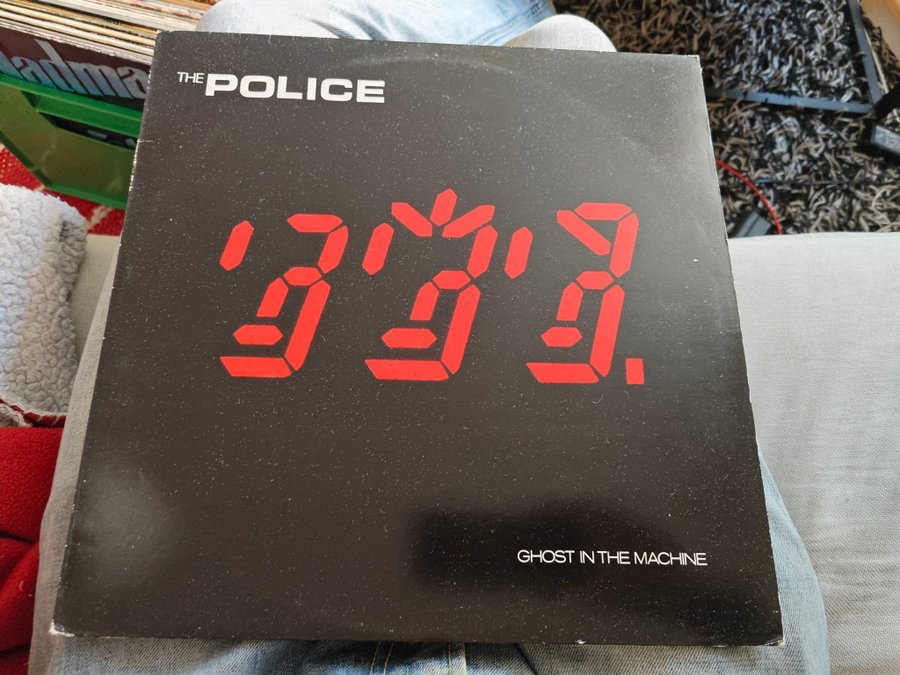 THE POLICE
GHOST IN THE MACHINE